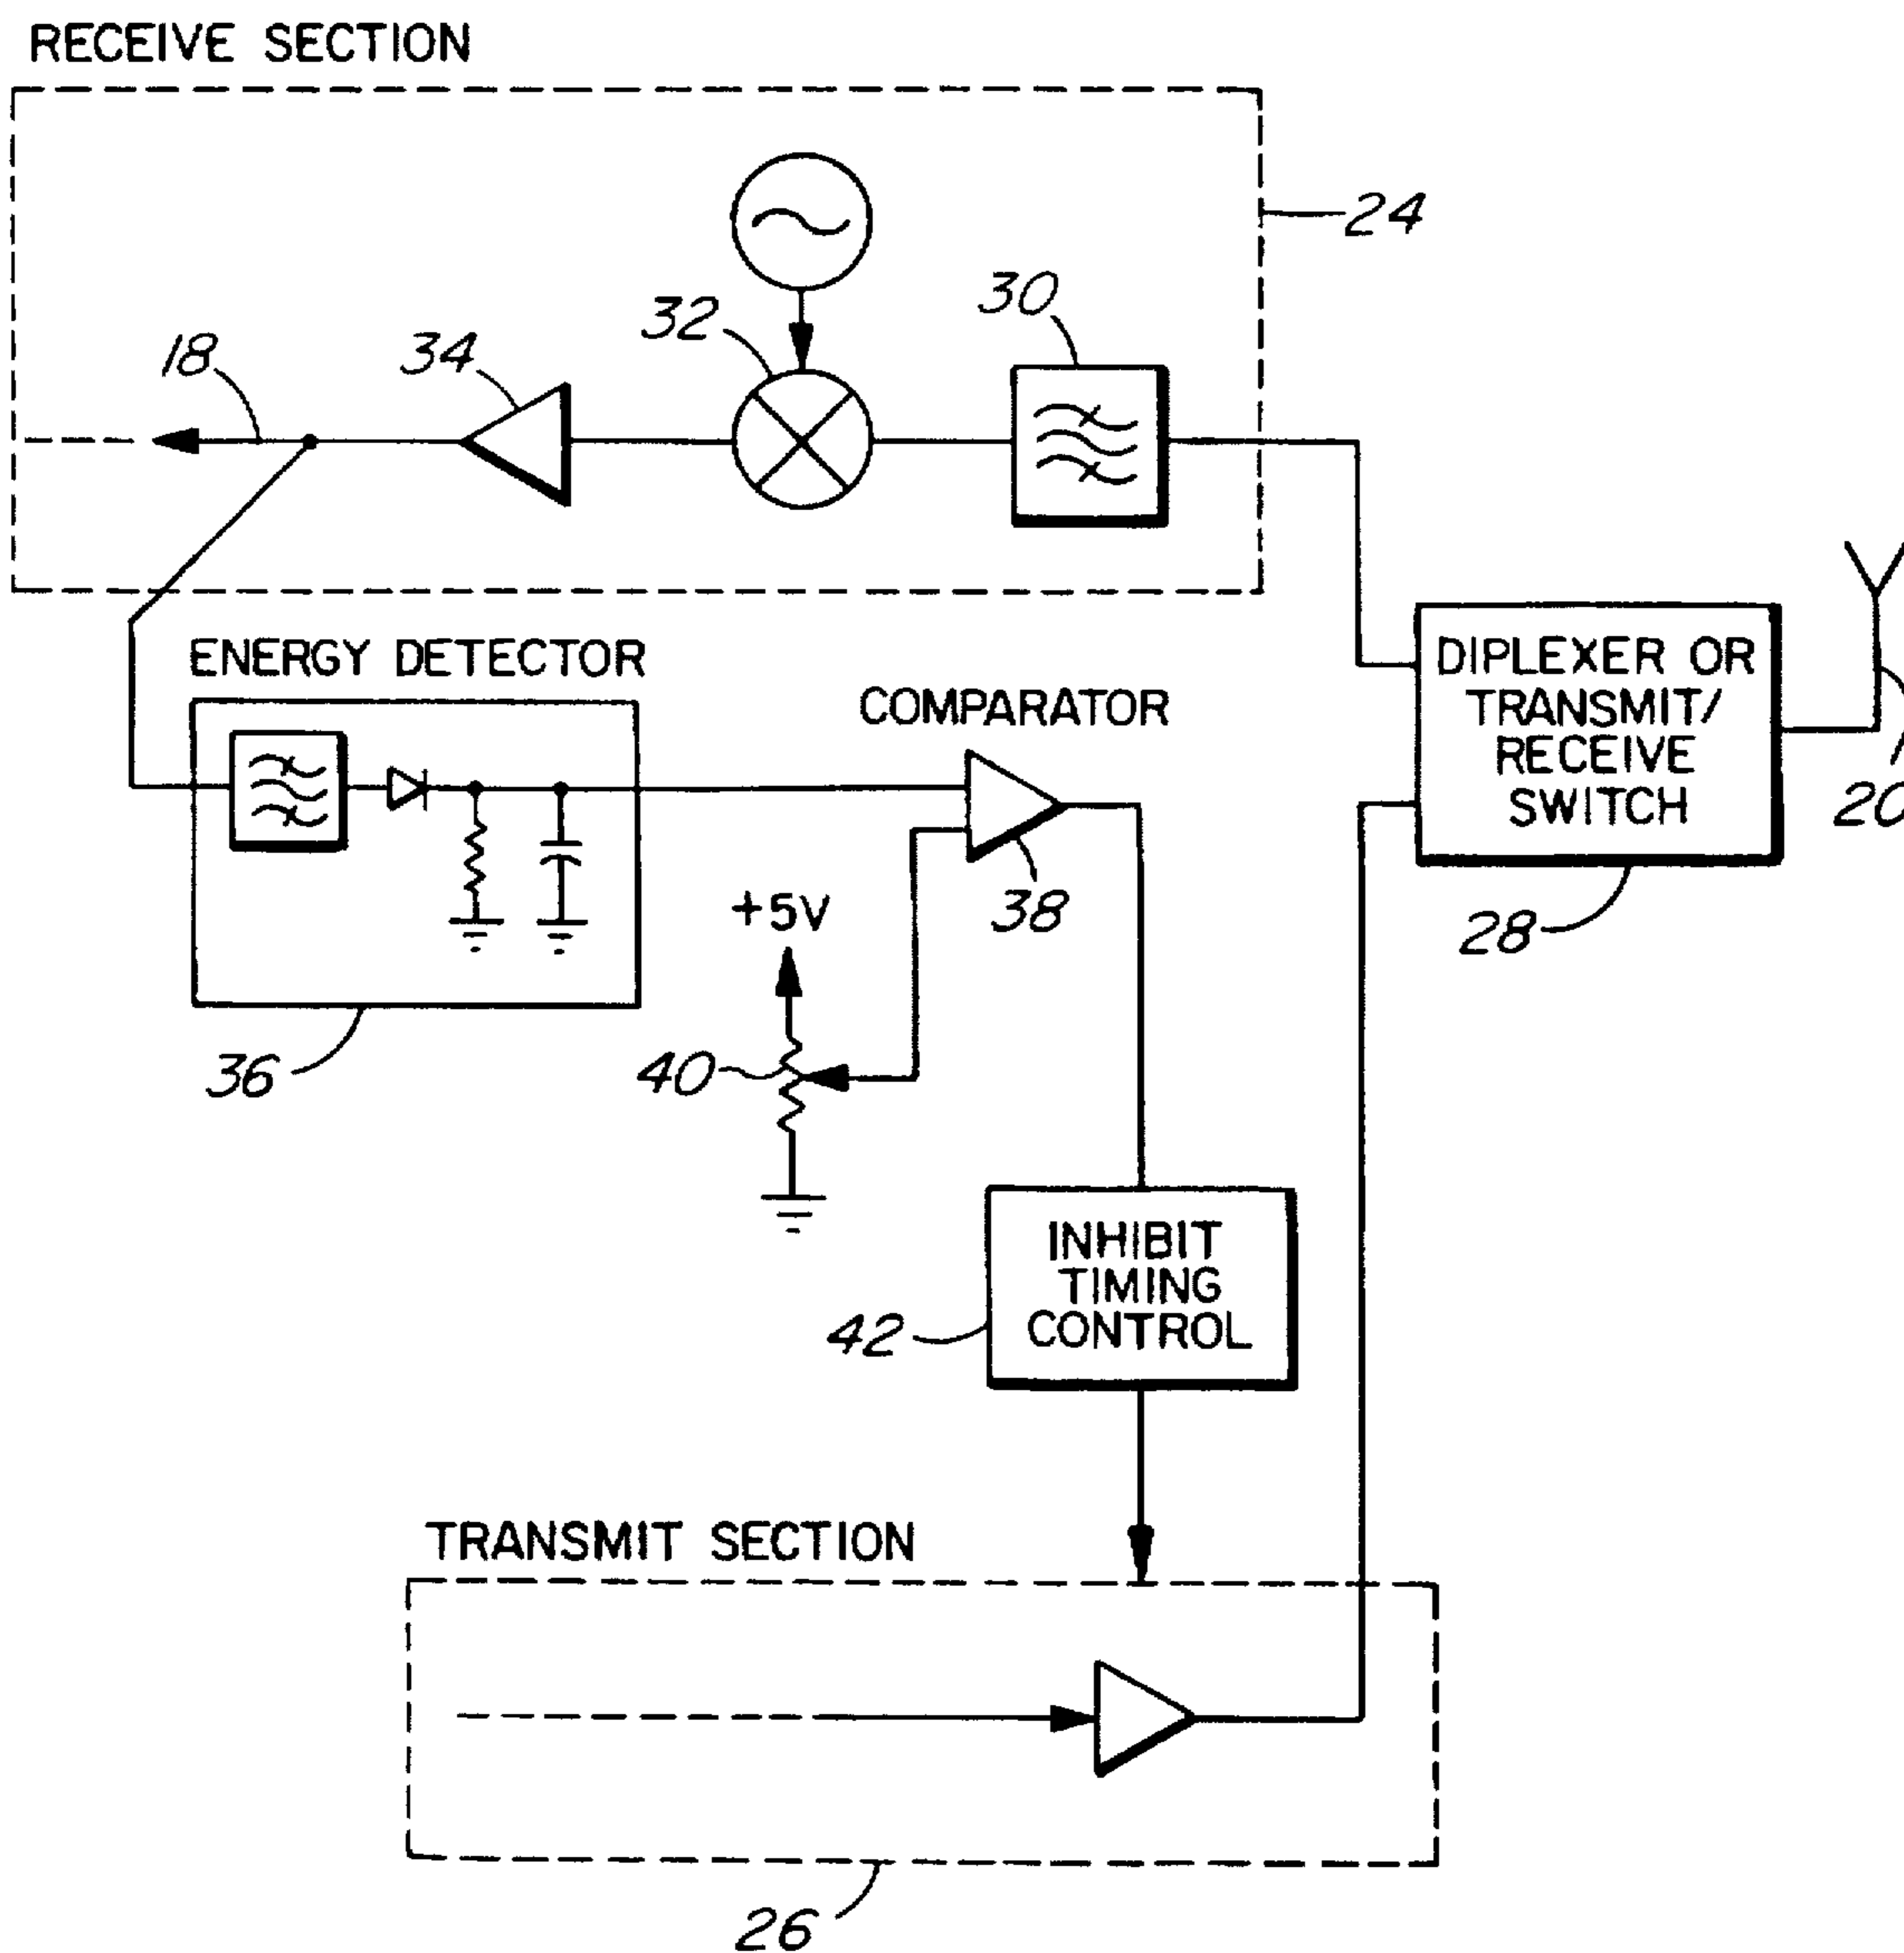 RECEIVE SECTION
24
30
32
34
18
ENERGY DETECTOR
COMPARATOR
DIPLEXER OR
TRANSMIT/
RECEIVE
SWITCH
20
38
+5V
28
36
40
INHIBIT
TIMING
CONTROL
42
TRANSMIT SECTION
26